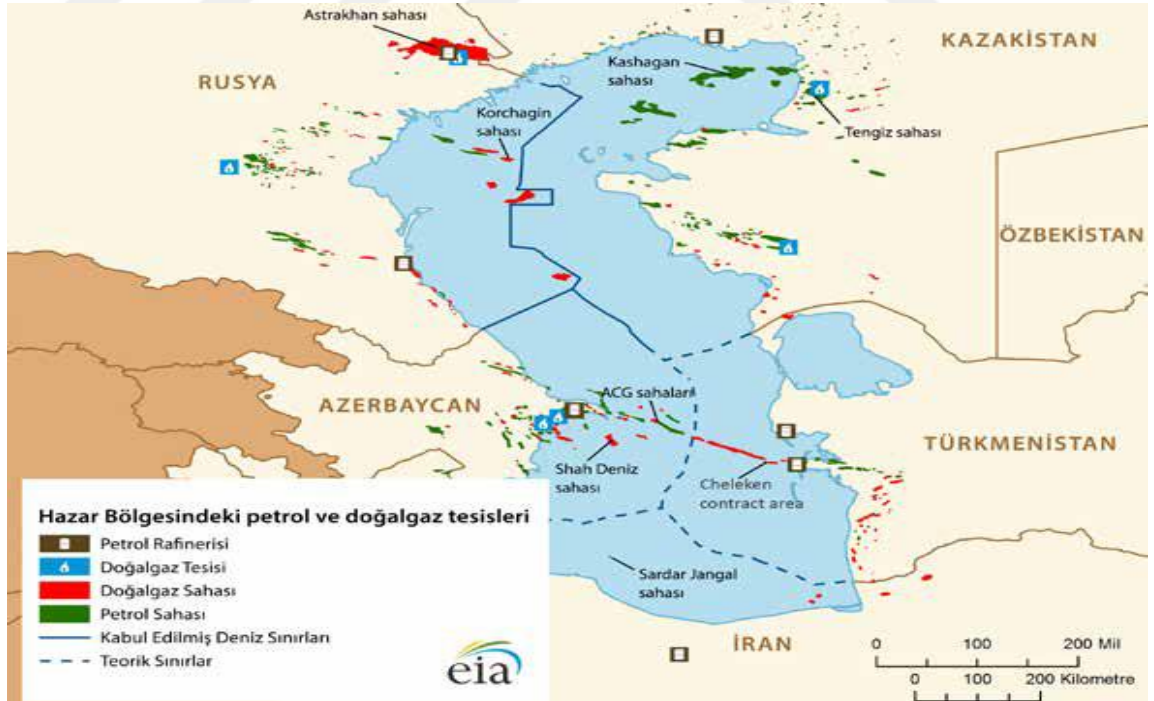 Astrakhan sahası
KAZAKİSTAN
RUSYA
Kashagan
sahası
Korchagin
sahası
Tengiz sahası
ÖZBEKİSTAN
AZERBAYCAN
ACG sahaları
TÜRKMENİSTAN
Shah Deniz
sahası
Cheleken
contract area
Sardar Jangal
sahası
İRAN
Hazar Bölgesindeki petrol ve doğalgaz tesisleri
Petrol Rafinerisi
Doğalgaz Tesisi
Doğalgaz Sahası
Petrol Sahası
Kabul Edilmiş Deniz Sınırları
Teorik Sınırlar
eia
0 100 200 Mil
0 100 200 Kilometre